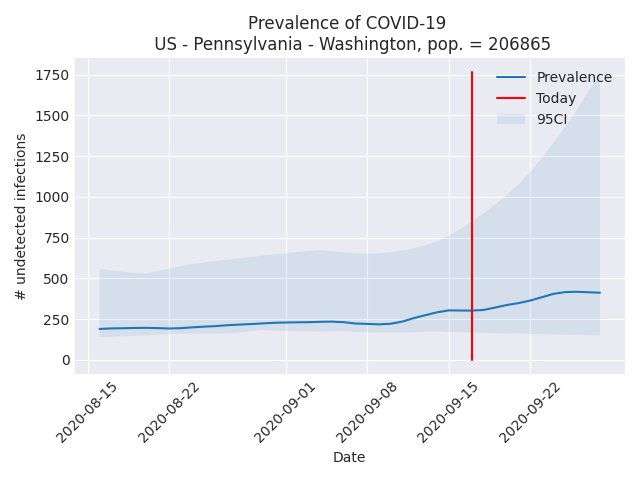 Prevalence of COVID-19
US - Pennsylvania - Washington, pop. = 206865
1750
1500
1250
1000
750
500
250
0
# undetected infections
Prevalence
Today
95CI
2020-08-15
2020-08-22
2020-09-01
2020-09-08
2020-09-15
2020-09-22
Date